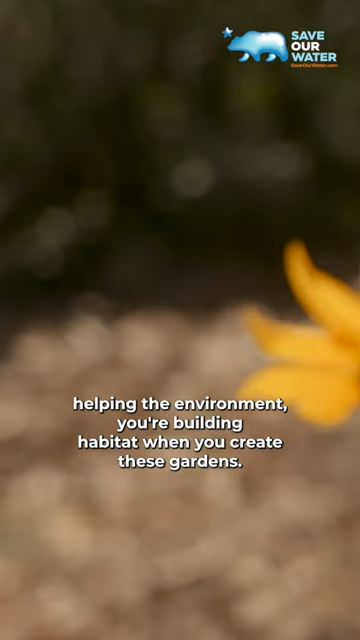 SAVE
OUR
WATER
SaveOurWater.com
helping the environment,
you're building
habitat when you create
these gardens.